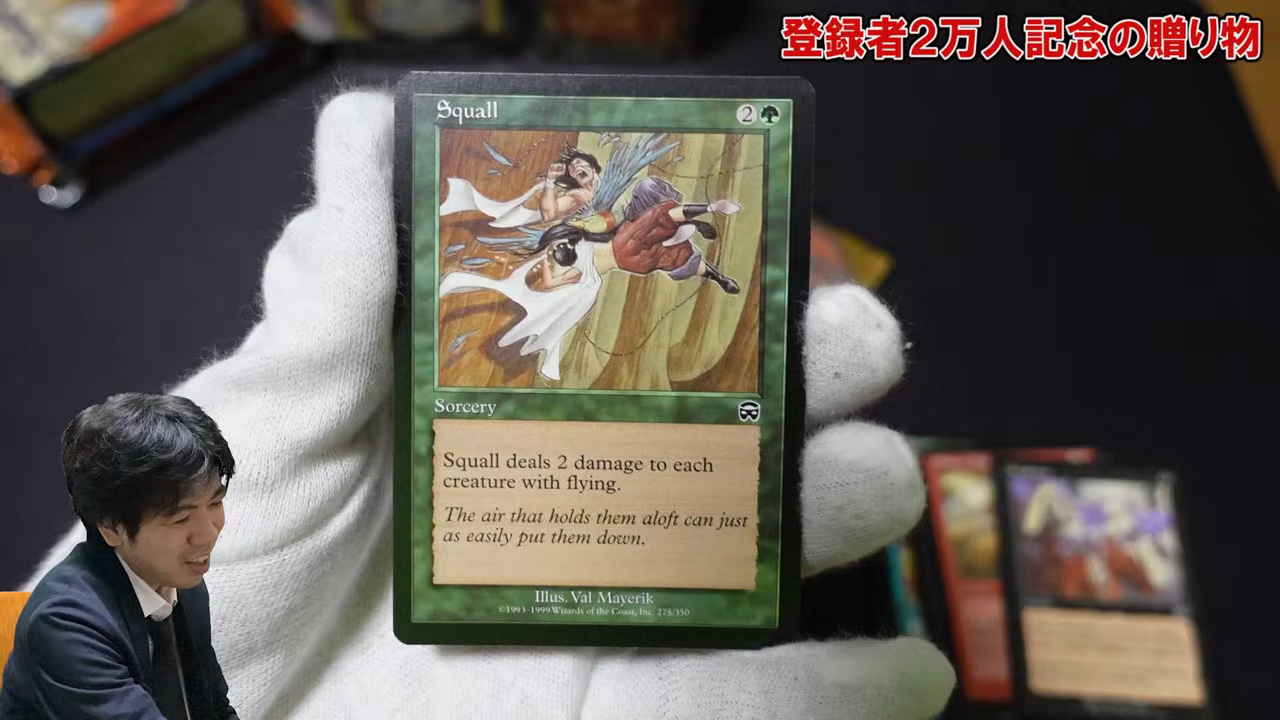 登録者2万人記念の贈り物
Squall
2
Sorcery
Squall deals 2 damage to each
creature with flying.
The air that holds them aloft can just
as easily put them down.
Illus. Val Mayerik
©1993-1999 Wizards of the Coast, Inc. 275/350